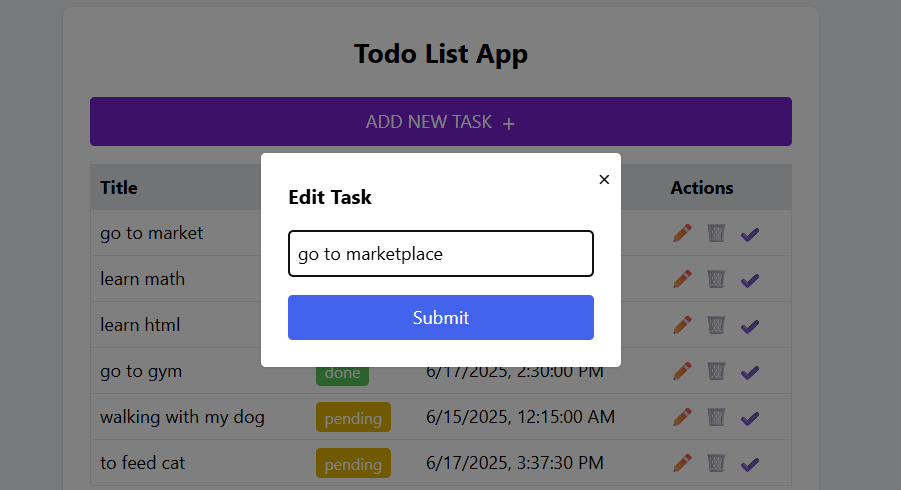 Todo List App
ADD NEW TASK +
Title Actions
Edit Task
×
go to marketplace
Submit
go to market
learn math
learn html
go to gym done 6/17/2025, 2:30:00 PM
walking with my dog pending 6/15/2025, 12:15:00 AM
to feed cat pending 6/17/2025, 3:37:30 PM